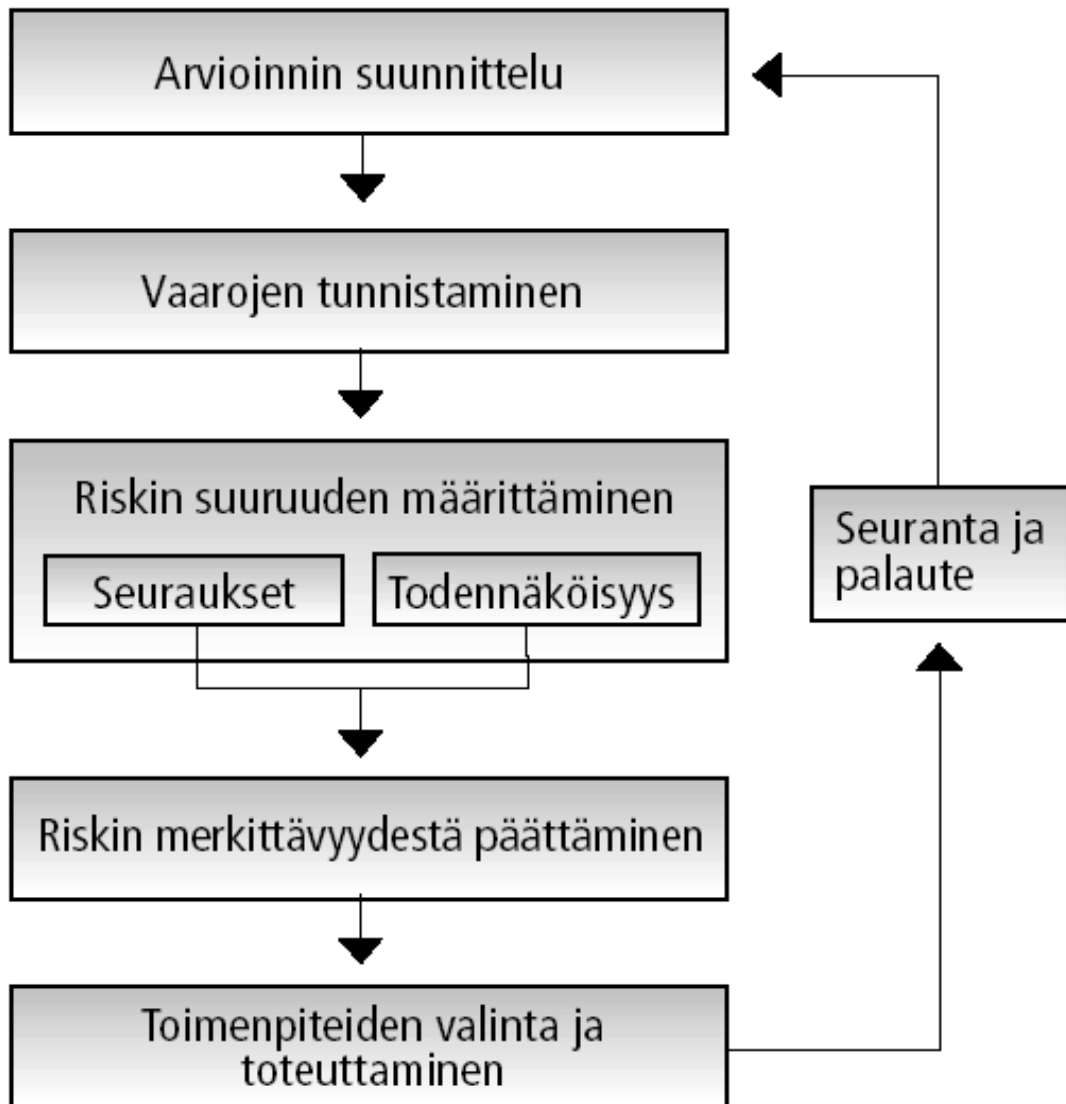 Arvioinnin suunnittelu
Vaarojen tunnistaminen
Riskin suuruuden määrittäminen
Seuraukset
Todennäköisyys
Riskin merkittävyydestä päättäminen
Toimenpiteiden valinta ja
toteuttaminen
Seuranta ja
palaute